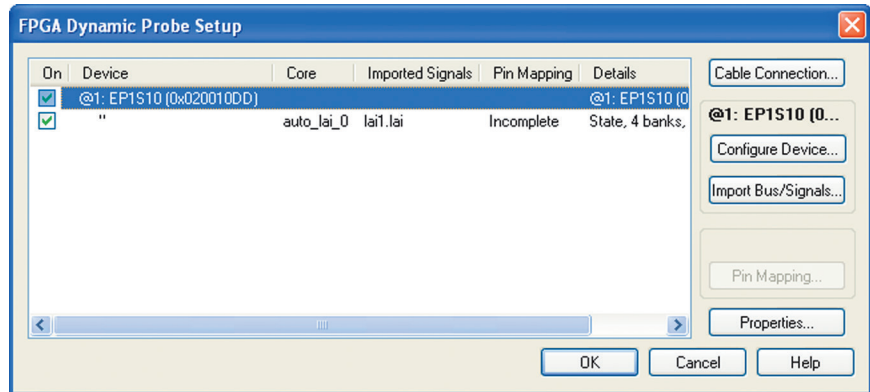 FPGA Dynamic Probe Setup
On Device Core Imported Signals Pin Mapping Details
@1: EP1S10 (0x020010DD) @1: EP1S10 (0
" auto_lai_0 lai1.lai Incomplete State, 4 banks,
Cable Connection...
@1: EP1S10 (0...
Configure Device...
Import Bus/Signals...
Pin Mapping...
Properties...
OK Cancel Help